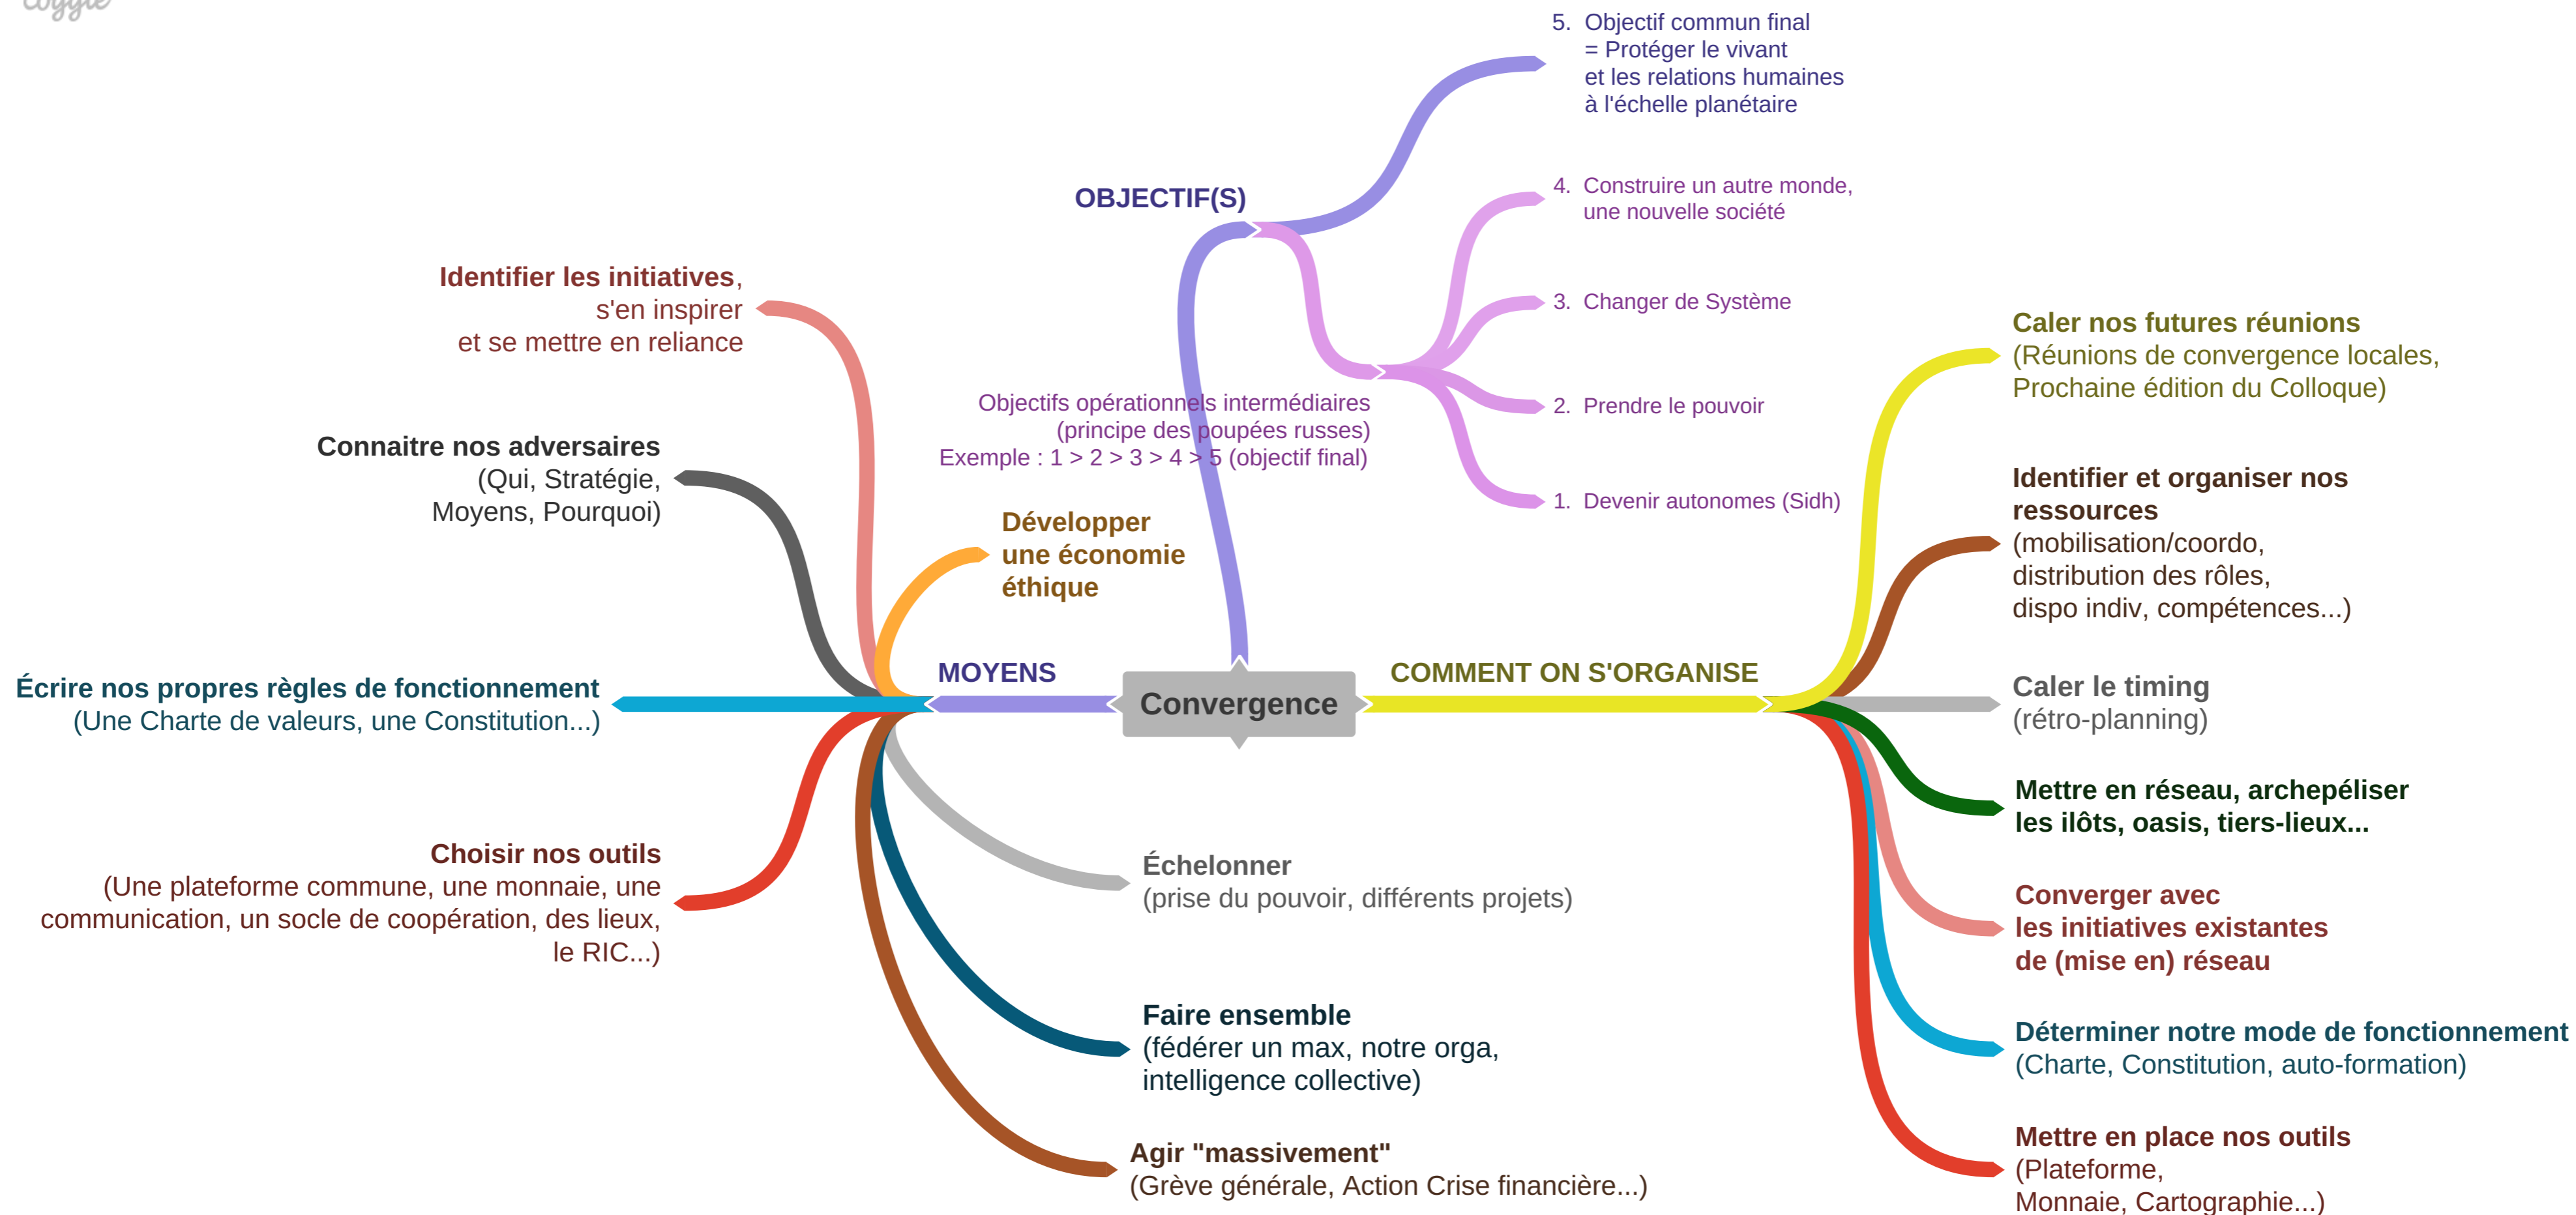 coggle
5. Objectif commun final
= Protéger le vivant
et les relations humaines
à l'échelle planétaire
OBJECTIF(S)
4. Construire un autre monde,
une nouvelle société
3. Changer de Système
2. Prendre le pouvoir
1. Devenir autonomes (Sidh)
Objectifs opérationnels intermédiaires
(principe des poupées russes)
Exemple : 1 > 2 > 3 > 4 > 5 (objectif final)
Identifier les initiatives,
s'en inspirer
et se mettre en reliance
Connaitre nos adversaires
(Qui, Stratégie,
Moyens, Pourquoi)
Développer
une économie
éthique
Écrire nos propres règles de fonctionnement
(Une Charte de valeurs, une Constitution...)
MOYENS
Convergence
COMMENT ON S'ORGANISE
Choisir nos outils
(Une plateforme commune, une monnaie, une
communication, un socle de coopération, des lieux,
le RIC...)
Échelonner
(prise du pouvoir, différents projets)
Faire ensemble
(fédérer un max, notre orga,
intelligence collective)
Agir "massivement"
(Grève générale, Action Crise financière...)
Caler nos futures réunions
(Réunions de convergence locales,
Prochaine édition du Colloque)
Identifier et organiser nos
ressources
(mobilisation/coordo,
distribution des rôles,
dispo indiv, compétences...)
Caler le timing
(rétro-planning)
Mettre en réseau, archepéliser
les ilôts, oasis, tiers-lieux...
Converger avec
les initiatives existantes
de (mise en) réseau
Déterminer notre mode de fonctionnement
(Charte, Constitution, auto-formation)
Mettre en place nos outils
(Plateforme,
Monnaie, Cartographie...)